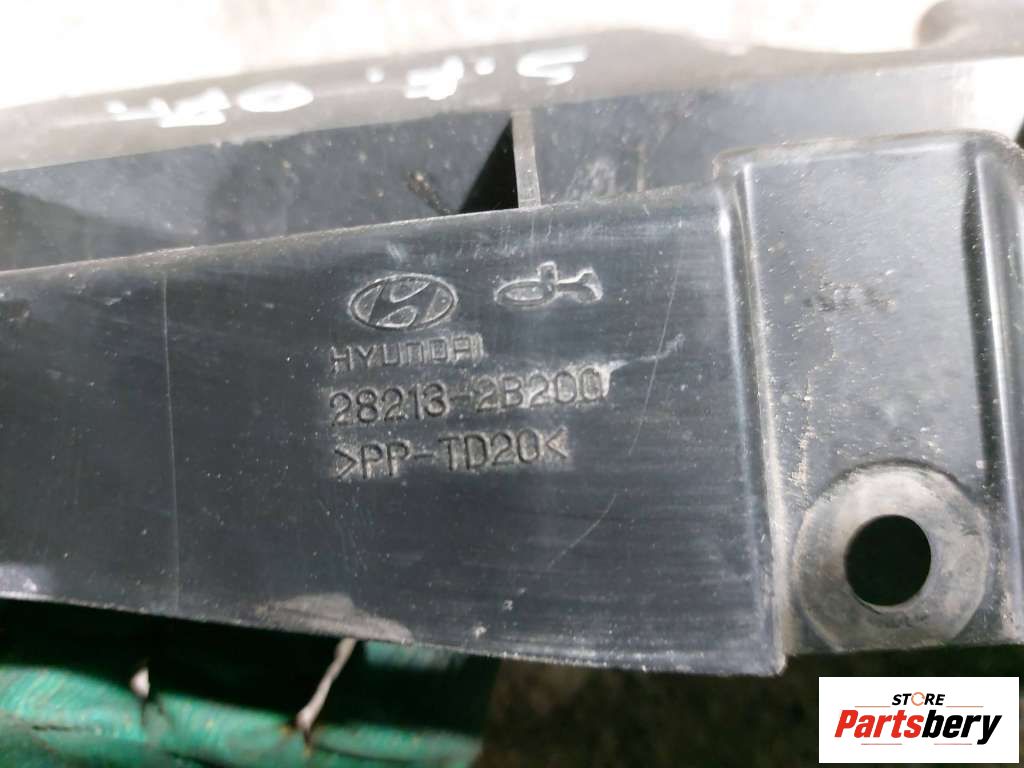 HYUNDAI
28213-2B200
>PP-TD20<
STORE
Partsbery